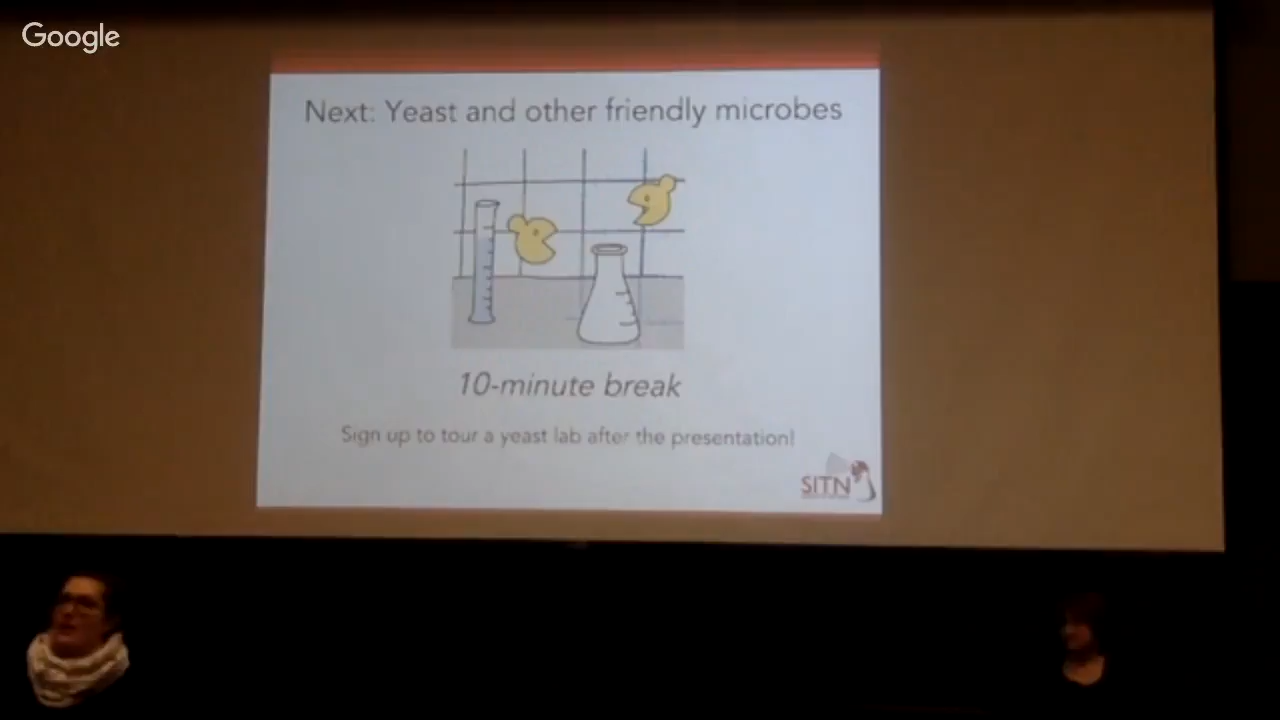 Google
Next: Yeast and other friendly microbes
10-minute break
Sign up to tour a yeast lab after the presentation!
SITN